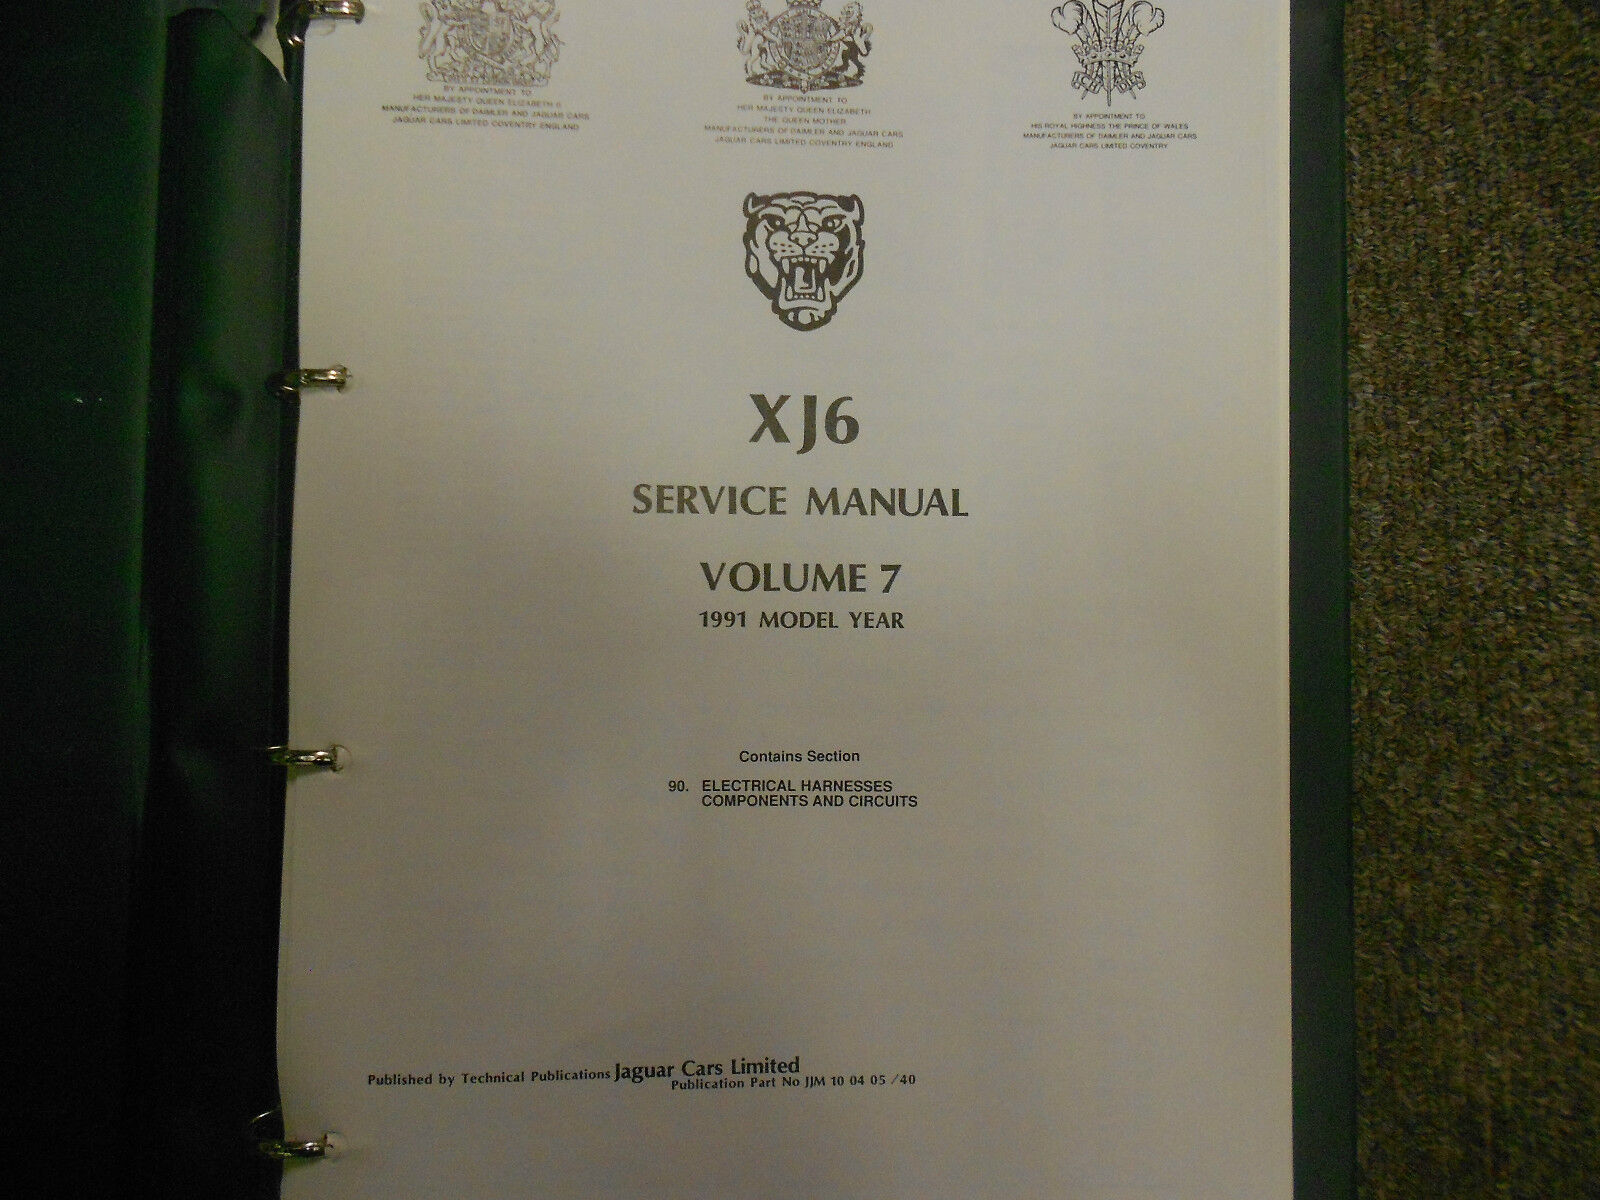 BY APPOINTMENT TO
HER MAJESTY QUEEN ELIZABETH II
MANUFACTURERS OF DAIMLER AND JAGUAR CARS
JAGUAR CARS LIMITED COVENTRY ENGLAND
BY APPOINTMENT TO
HER MAJESTY QUEEN ELIZABETH
THE QUEEN MOTHER
MANUFACTURERS OF DAIMLER AND JAGUAR CARS
JAGUAR CARS LIMITED COVENTRY ENGLAND
BY APPOINTMENT TO
HIS ROYAL HIGHNESS THE PRINCE OF WALES
MANUFACTURERS OF DAIMLER AND JAGUAR CARS
JAGUAR CARS LIMITED COVENTRY
XJ6
SERVICE MANUAL
VOLUME 7
1991 MODEL YEAR
Contains Section
90. ELECTRICAL HARNESSES
COMPONENTS AND CIRCUITS
Published by Technical Publications Jaguar Cars Limited
Publication Part No JJM 10 04 05 /40